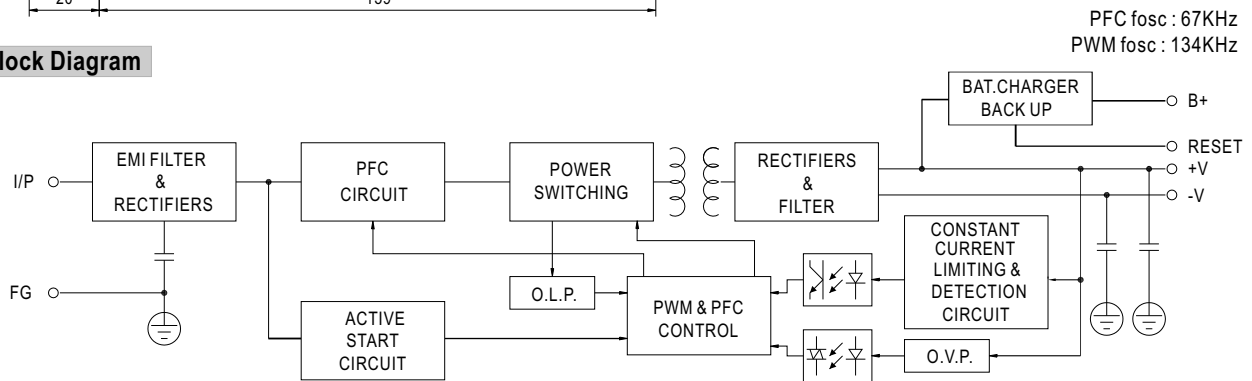 PFC fosc : 67KHz
PWM fosc : 134KHz
lock Diagram
BAT.CHARGER
BACK UP
B+
RESET
+V
-V
I/P
EMI FILTER
&
RECTIFIERS
PFC
CIRCUIT
POWER
SWITCHING
RECTIFIERS
&
FILTER
CONSTANT
CURRENT
LIMITING &
DETECTION
CIRCUIT
FG
O.L.P.
PWM & PFC
CONTROL
ACTIVE
START
CIRCUIT
O.V.P.